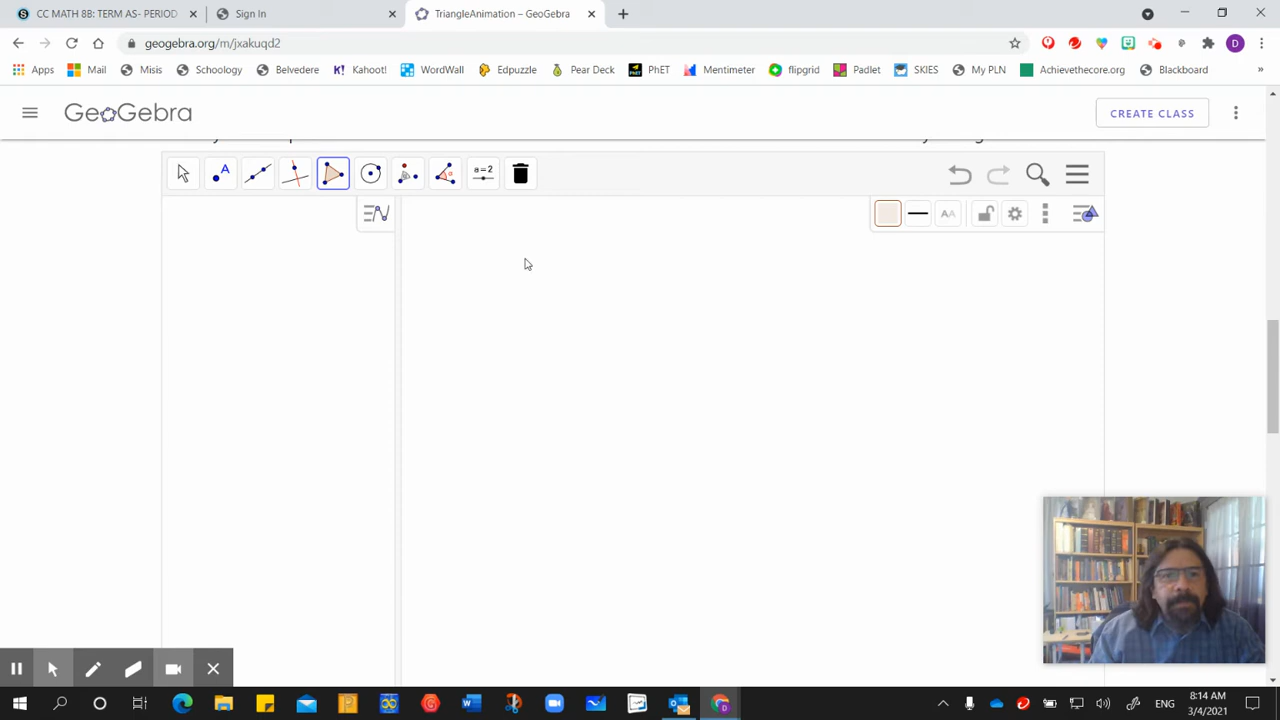 CC MATH 8B: TERM AS- PERIOD
Sign In
TriangleAnimation – GeoGebra
geogebra.org/m/jxakuqd2
D
Apps Mail Misis Schoology Belvedere Kahoot! WordWall Edpuzzle Pear Deck PhET Mentimeter flipgrid Padlet SKIES My PLN Achievethecore.org Blackboard »
GeoGebra
CREATE CLASS
A
a=2
AA
ENG
8:14 AM
3/4/2021